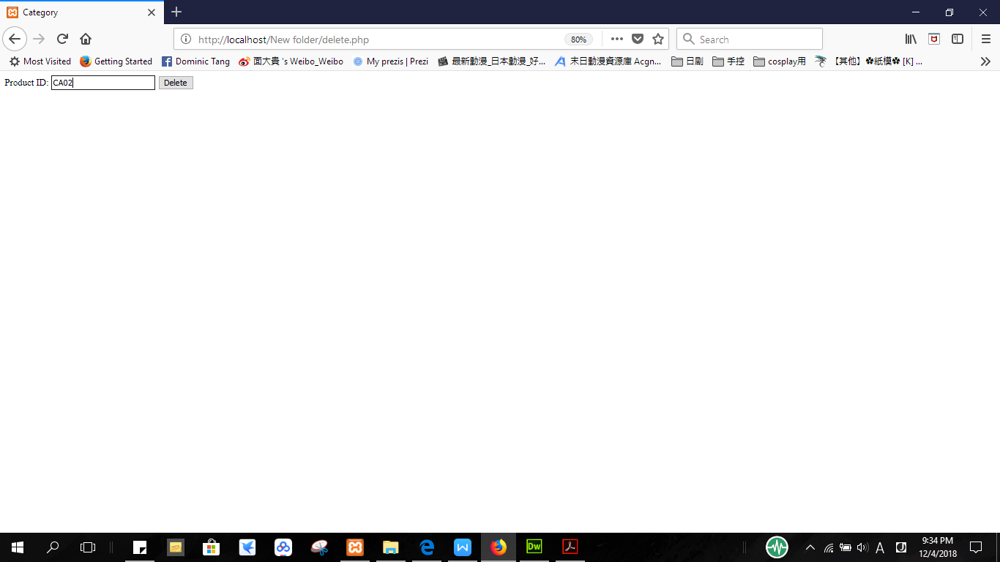 Category
http://localhost/New folder/delete.php 80% Search
Most Visited Getting Started Dominic Tang 面大貴 's Weibo_Weibo My prezis | Prezi 最新動漫_日本動漫_好... 末日動漫資源庫 Acgn... 日劇 手控 cosplay用 【其他】✿紙模✿ [K] ...
Product ID: CA02 Delete
Dw A 9:34 PM
12/4/2018